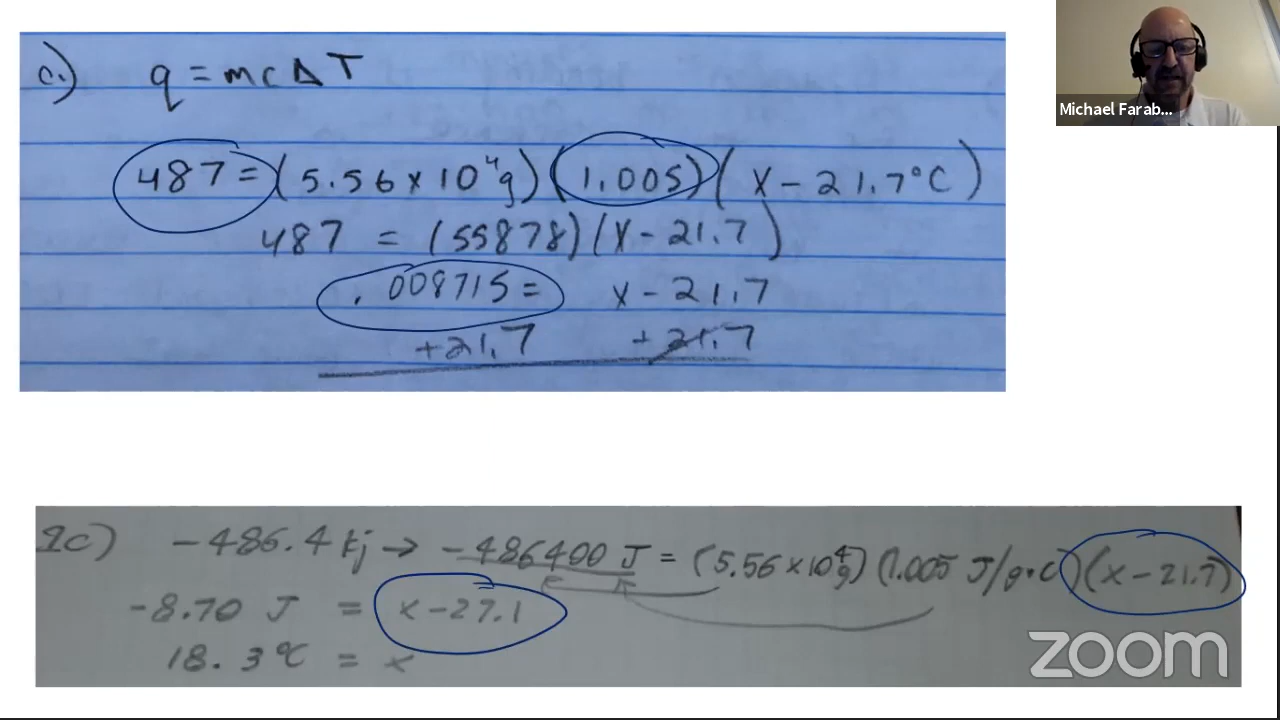 c.) q = mcΔT
487 = (5.56 x 10⁴g) (1.005) (x - 21.7°C)
487 = (55878)(x - 21.7)
.008715 = x - 21.7
+21.7 +21.7
Michael Farab...
1c) -486.4 kj → -486400 J = (5.56 x 10⁴g) (1.005 J/g•c) (x - 21.7)
-8.70 J = x - 27.1
18.3°C = x
zoom